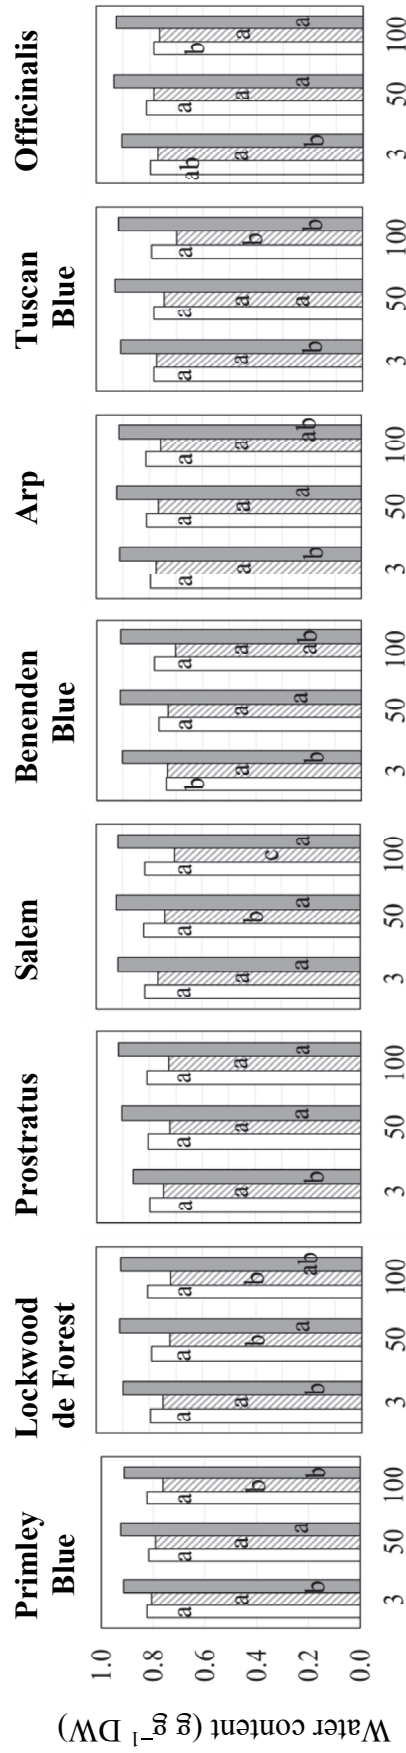 Primley
Blue
Lockwood
de Forest
Prostratus
Salem
Benenden
Blue
Arp
Tuscan
Blue
Officinalis
Water content (g g⁻¹ DW)
1.0
0.8
0.6
0.4
0.2
0.0
a a a
a a b
b a b
3 50 100
a a a
a b b
b a ab
3 50 100
a a a
a a a
b a a
3 50 100
a a a
a b c
a a a
3 50 100
b a a
a a a
b a ab
3 50 100
a a a
a a a
b a ab
3 50 100
a a a
a a b
b a b
3 50 100
ab a b
a a a
b a a
3 50 100